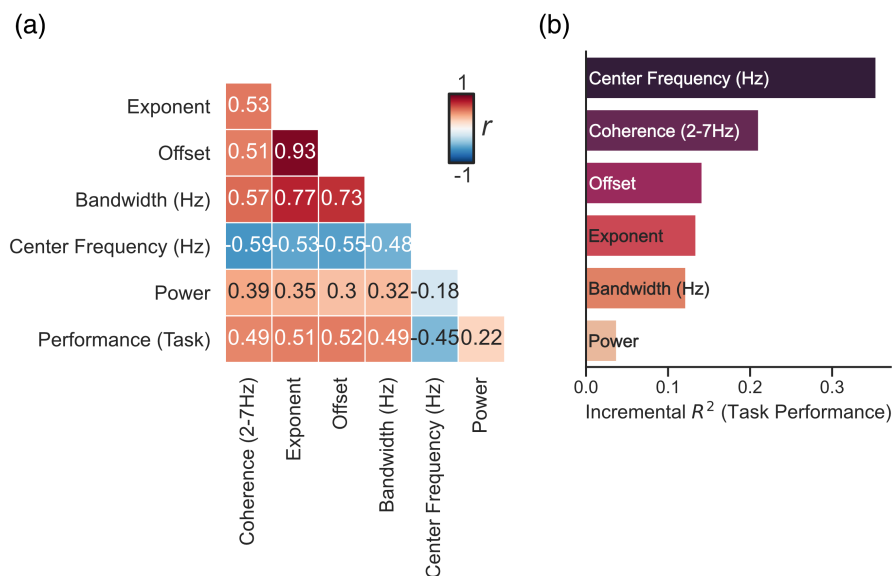 (a)
1
r
-1
Exponent 0.53
Offset 0.51 0.93
Bandwidth (Hz) 0.57 0.77 0.73
Center Frequency (Hz) -0.59 -0.53 -0.55 -0.48
Power 0.39 0.35 0.3 0.32 -0.18
Performance (Task) 0.49 0.51 0.52 0.49 -0.45 0.22
Coherence (2-7Hz)
Exponent
Offset
Bandwidth (Hz)
Center Frequency (Hz)
Power
(b)
Center Frequency (Hz)
Coherence (2-7Hz)
Offset
Exponent
Bandwidth (Hz)
Power
0.0 0.1 0.2 0.3
Incremental R² (Task Performance)